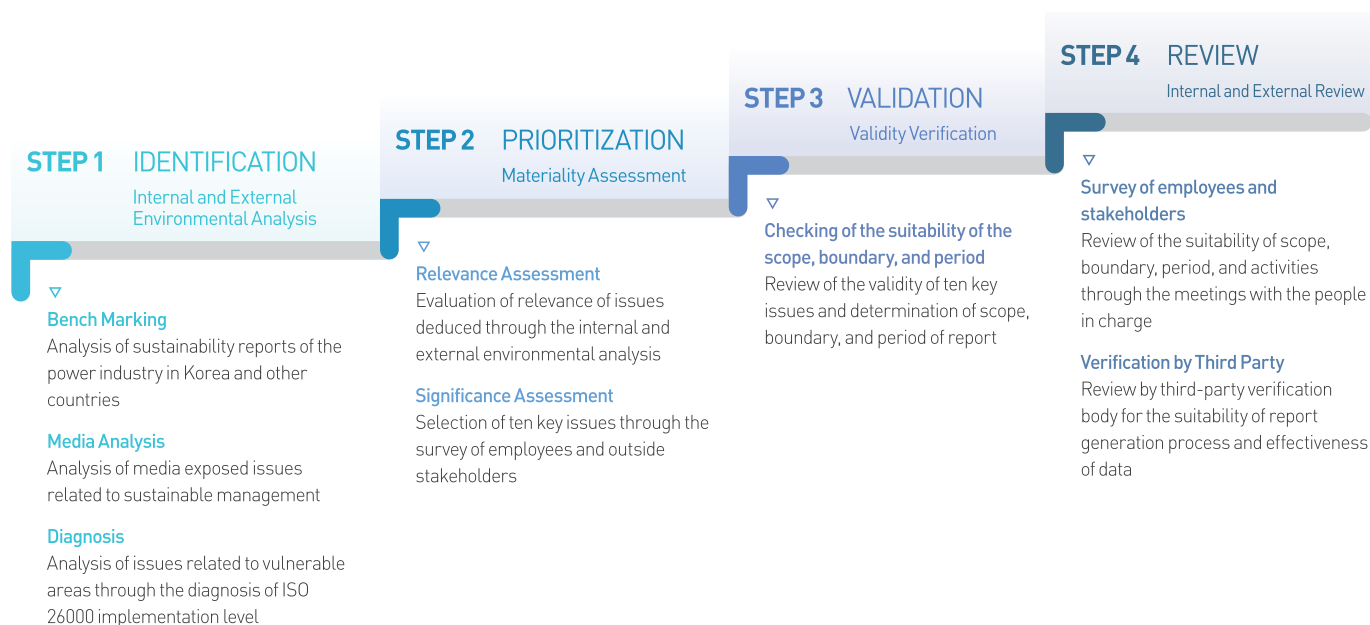 STEP 1 IDENTIFICATION
Internal and External
Environmental Analysis
Bench Marking
Analysis of sustainability reports of the
power industry in Korea and other
countries
Media Analysis
Analysis of media exposed issues
related to sustainable management
Diagnosis
Analysis of issues related to vulnerable
areas through the diagnosis of ISO
26000 implementation level
STEP 2 PRIORITIZATION
Materiality Assessment
Relevance Assessment
Evaluation of relevance of issues
deduced through the internal and
external environmental analysis
Significance Assessment
Selection of ten key issues through the
survey of employees and outside
stakeholders
STEP 3 VALIDATION
Validity Verification
Checking of the suitability of the
scope, boundary, and period
Review of the validity of ten key
issues and determination of scope,
boundary, and period of report
STEP 4 REVIEW
Internal and External Review
Survey of employees and
stakeholders
Review of the suitability of scope,
boundary, period, and activities
through the meetings with the people
in charge
Verification by Third Party
Review by third-party verification
body for the suitability of report
generation process and effectiveness
of data